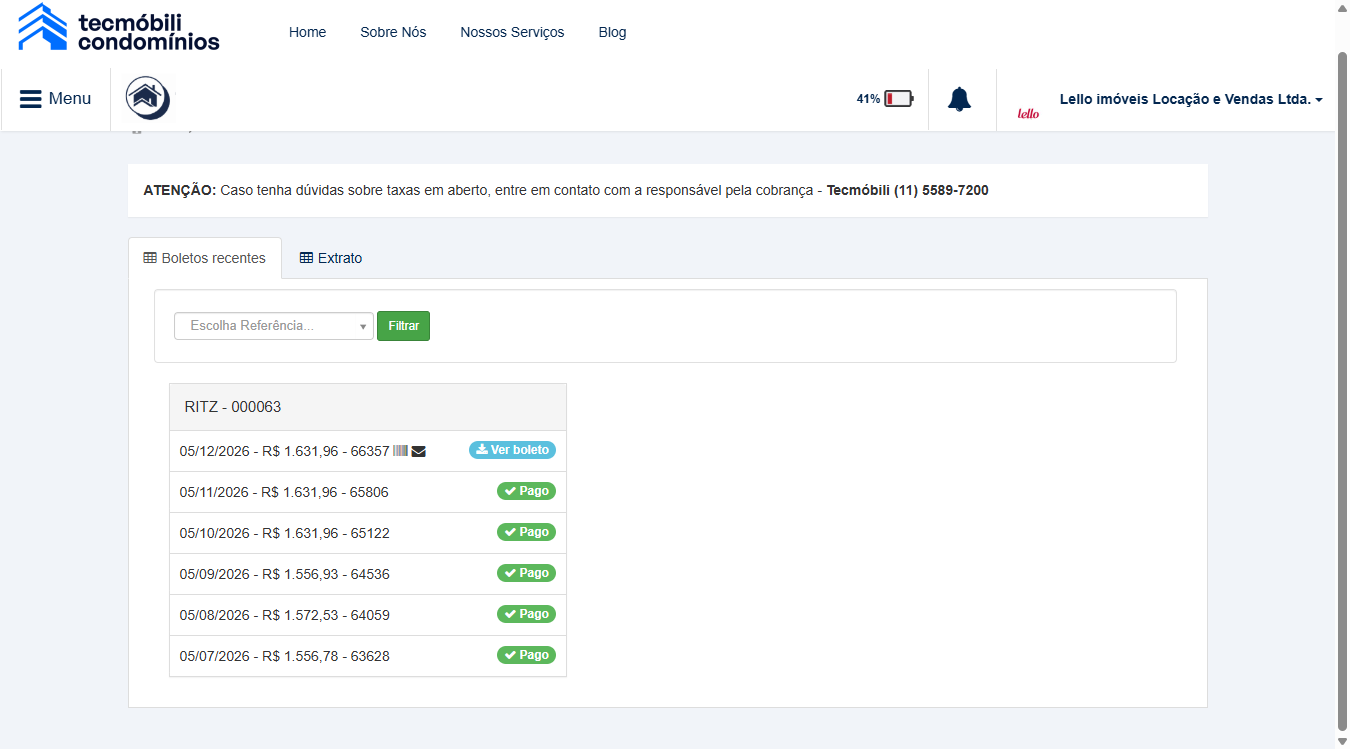 tecmóbili
condomínios
Home Sobre Nós Nossos Serviços Blog
Menu
41%
lello
Lello imóveis Locação e Vendas Ltda.
ATENÇÃO: Caso tenha dúvidas sobre taxas em aberto, entre em contato com a responsável pela cobrança - Tecmóbili (11) 5589-7200
Boletos recentes Extrato
Escolha Referência... Filtrar
RITZ - 000063
05/12/2026 - R$ 1.631,96 - 66357 Ver boleto
05/11/2026 - R$ 1.631,96 - 65806 Pago
05/10/2026 - R$ 1.631,96 - 65122 Pago
05/09/2026 - R$ 1.556,93 - 64536 Pago
05/08/2026 - R$ 1.572,53 - 64059 Pago
05/07/2026 - R$ 1.556,78 - 63628 Pago